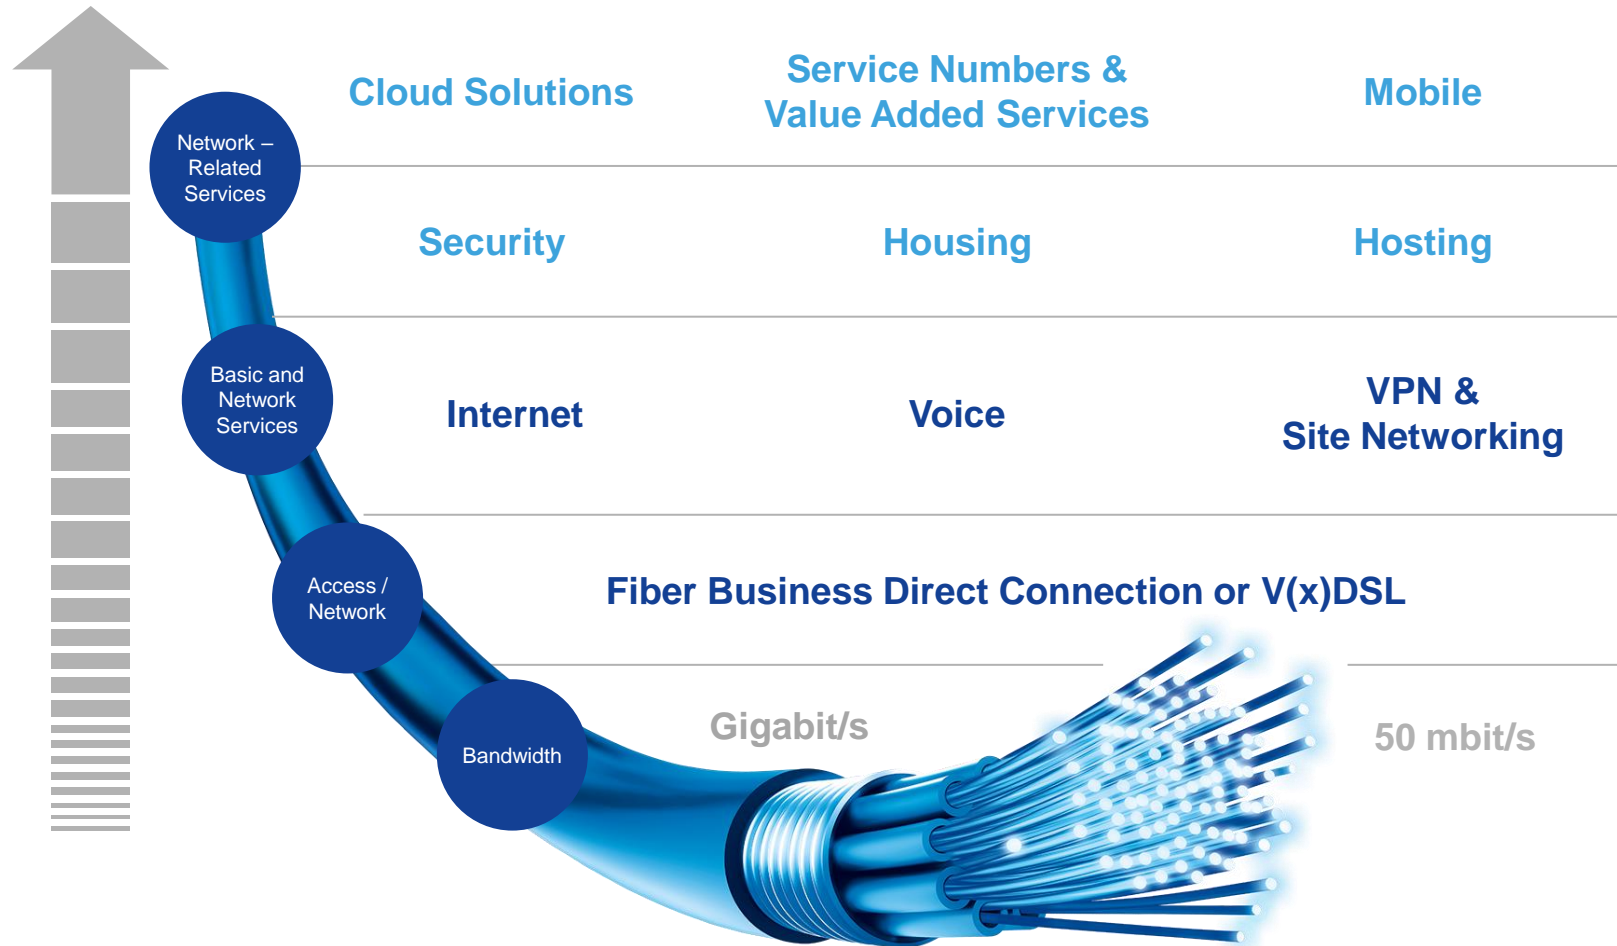 Cloud Solutions
Service Numbers &
Value Added Services
Mobile
Network –
Related
Services
Security
Housing
Hosting
Basic and
Network
Services
Internet
Voice
VPN &
Site Networking
Access /
Network
Fiber Business Direct Connection or V(x)DSL
Bandwidth
Gigabit/s
50 mbit/s